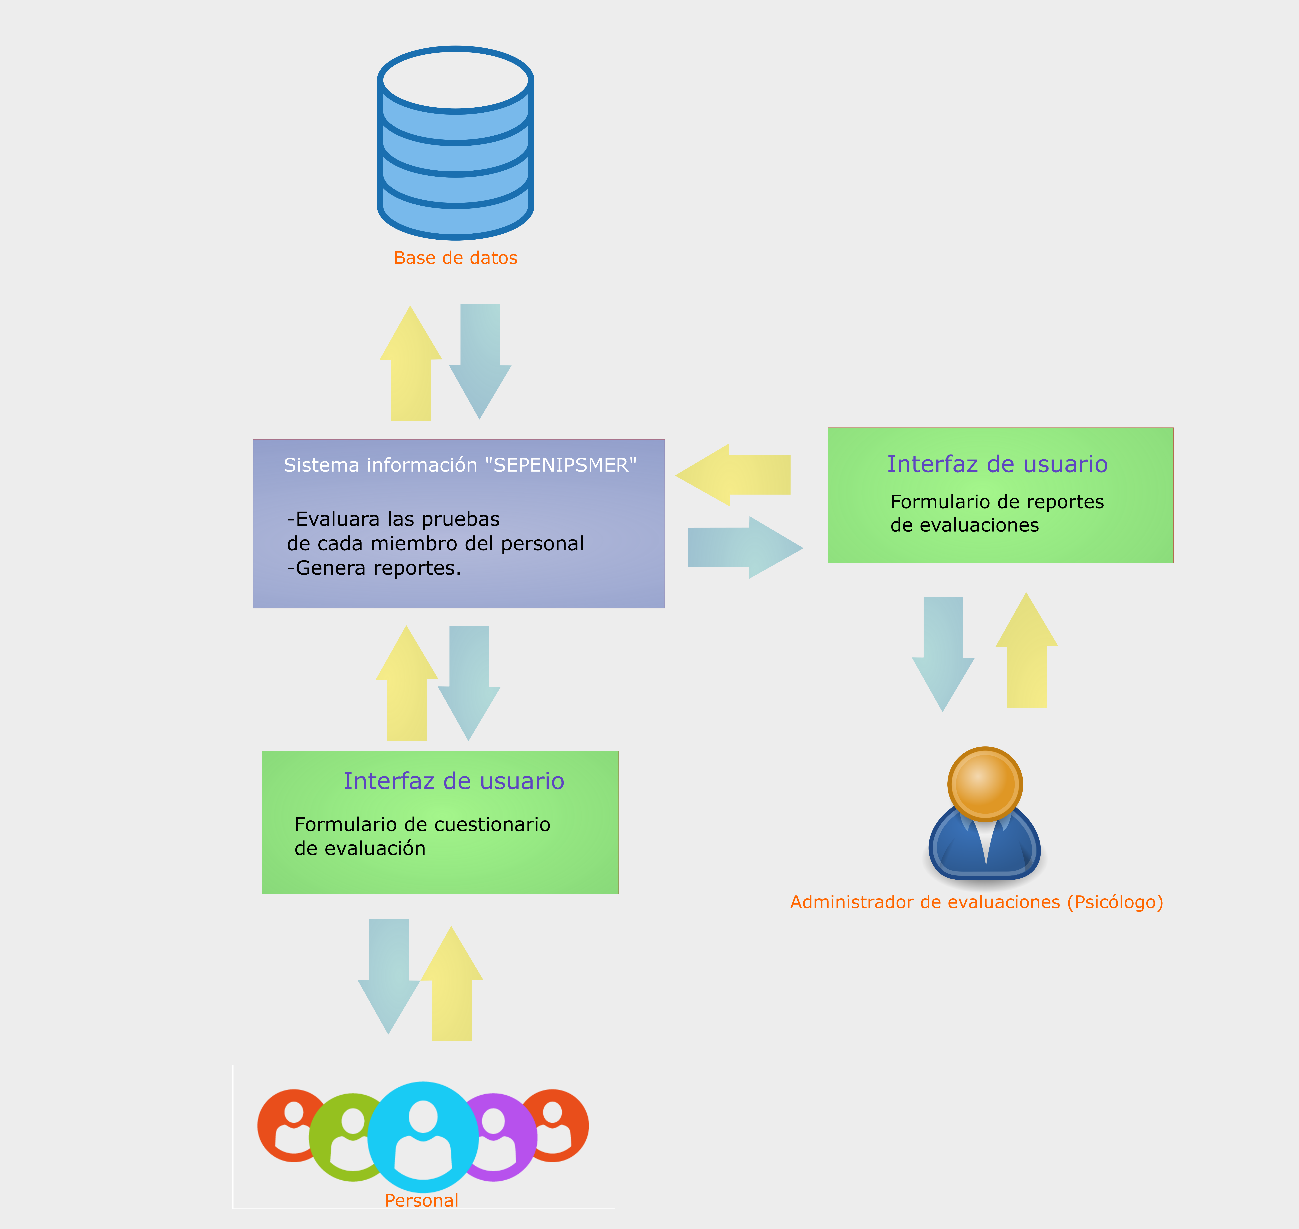 Base de datos
Sistema información "SEPENIPSMER"
-Evaluara las pruebas
de cada miembro del personal
-Genera reportes.
Interfaz de usuario
Formulario de reportes
de evaluaciones
Interfaz de usuario
Formulario de cuestionario
de evaluación
Administrador de evaluaciones (Psicólogo)
Personal